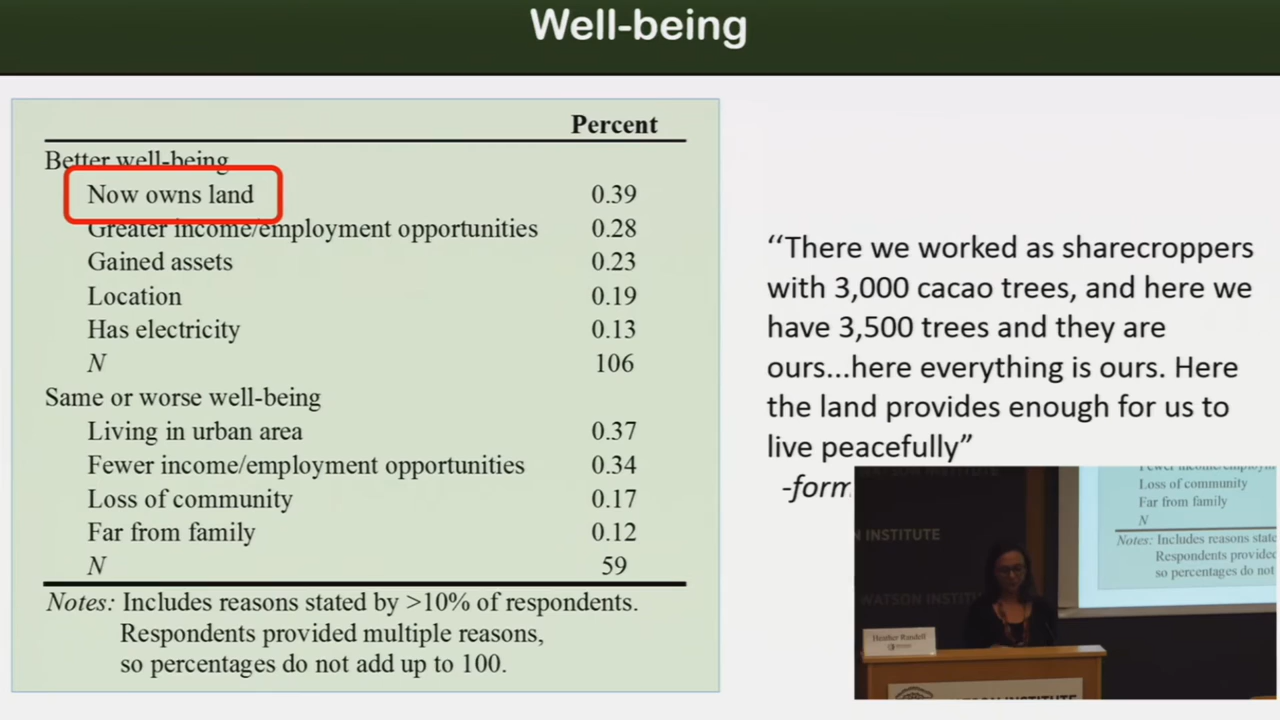 Well-being
Percent
Better well-being
Now owns land 0.39
Greater income/employment opportunities 0.28
Gained assets 0.23
Location 0.19
Has electricity 0.13
N 106
Same or worse well-being
Living in urban area 0.37
Fewer income/employment opportunities 0.34
Loss of community 0.17
Far from family 0.12
N 59
Notes: Includes reasons stated by >10% of respondents.
Respondents provided multiple reasons,
so percentages do not add up to 100.
‘‘There we worked as sharecroppers
with 3,000 cacao trees, and here we
have 3,500 trees and they are
ours...here everything is ours. Here
the land provides enough for us to
live peacefully”
-form
WATSON INSTITUTE
N INSTITUTE
WATSON INSTIT
Heather Randell
Fewer income/employm
Loss of community
Far from family
N
Notes: Includes reasons state
Respondents provided
so percentages do not
WATSON INSTITUTE